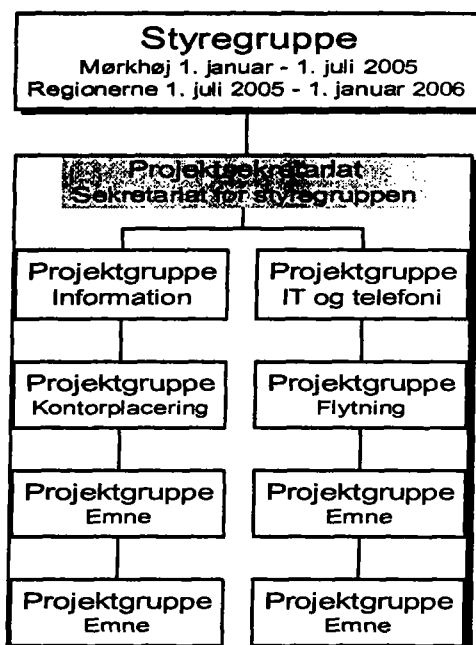 Styregruppe
Mørkhøj 1. januar - 1. juli 2005
Regionerne 1. juli 2005 - 1. januar 2006
Projektsekretariat
Sekretariat for styregruppen
Projektgruppe
Information
Projektgruppe
IT og telefoni
Projektgruppe
Kontorplacering
Projektgruppe
Flytning
Projektgruppe
Emne
Projektgruppe
Emne
Projektgruppe
Emne
Projektgruppe
Emne